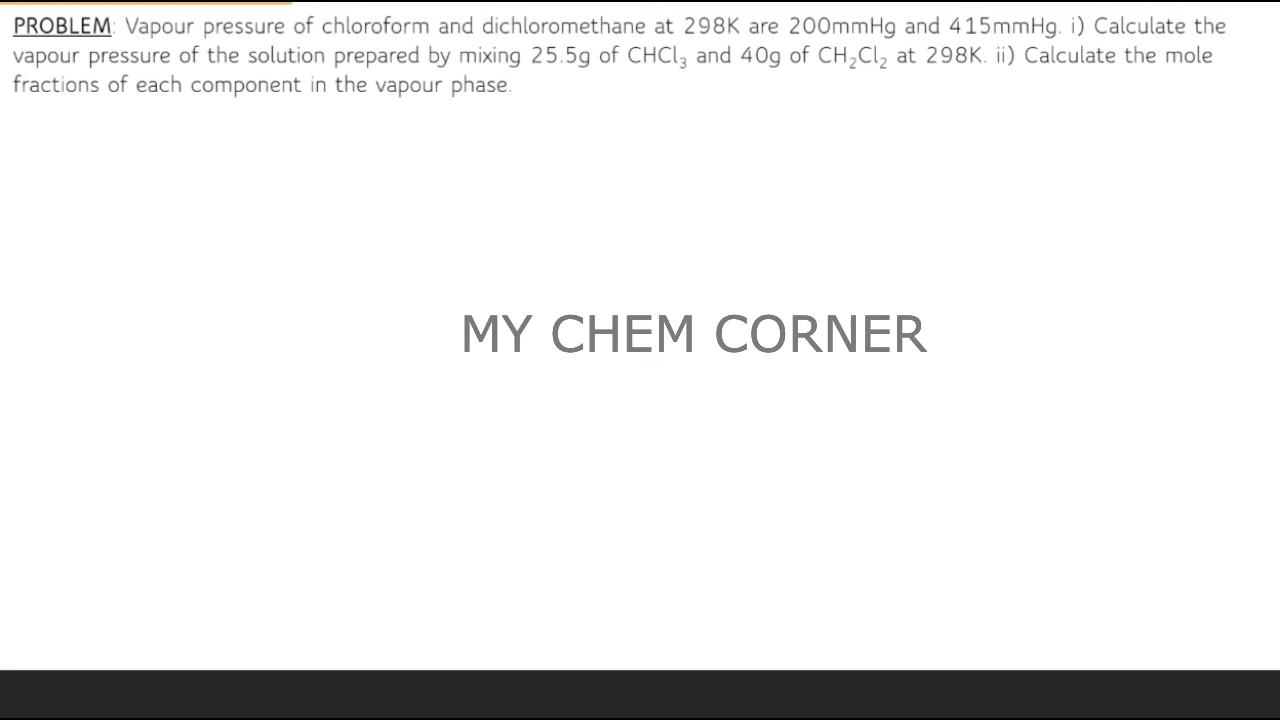 PROBLEM: Vapour pressure of chloroform and dichloromethane at 298K are 200mmHg and 415mmHg. i) Calculate the
vapour pressure of the solution prepared by mixing 25.5g of CHCl₃ and 40g of CH₂Cl₂ at 298K. ii) Calculate the mole
fractions of each component in the vapour phase.
MY CHEM CORNER